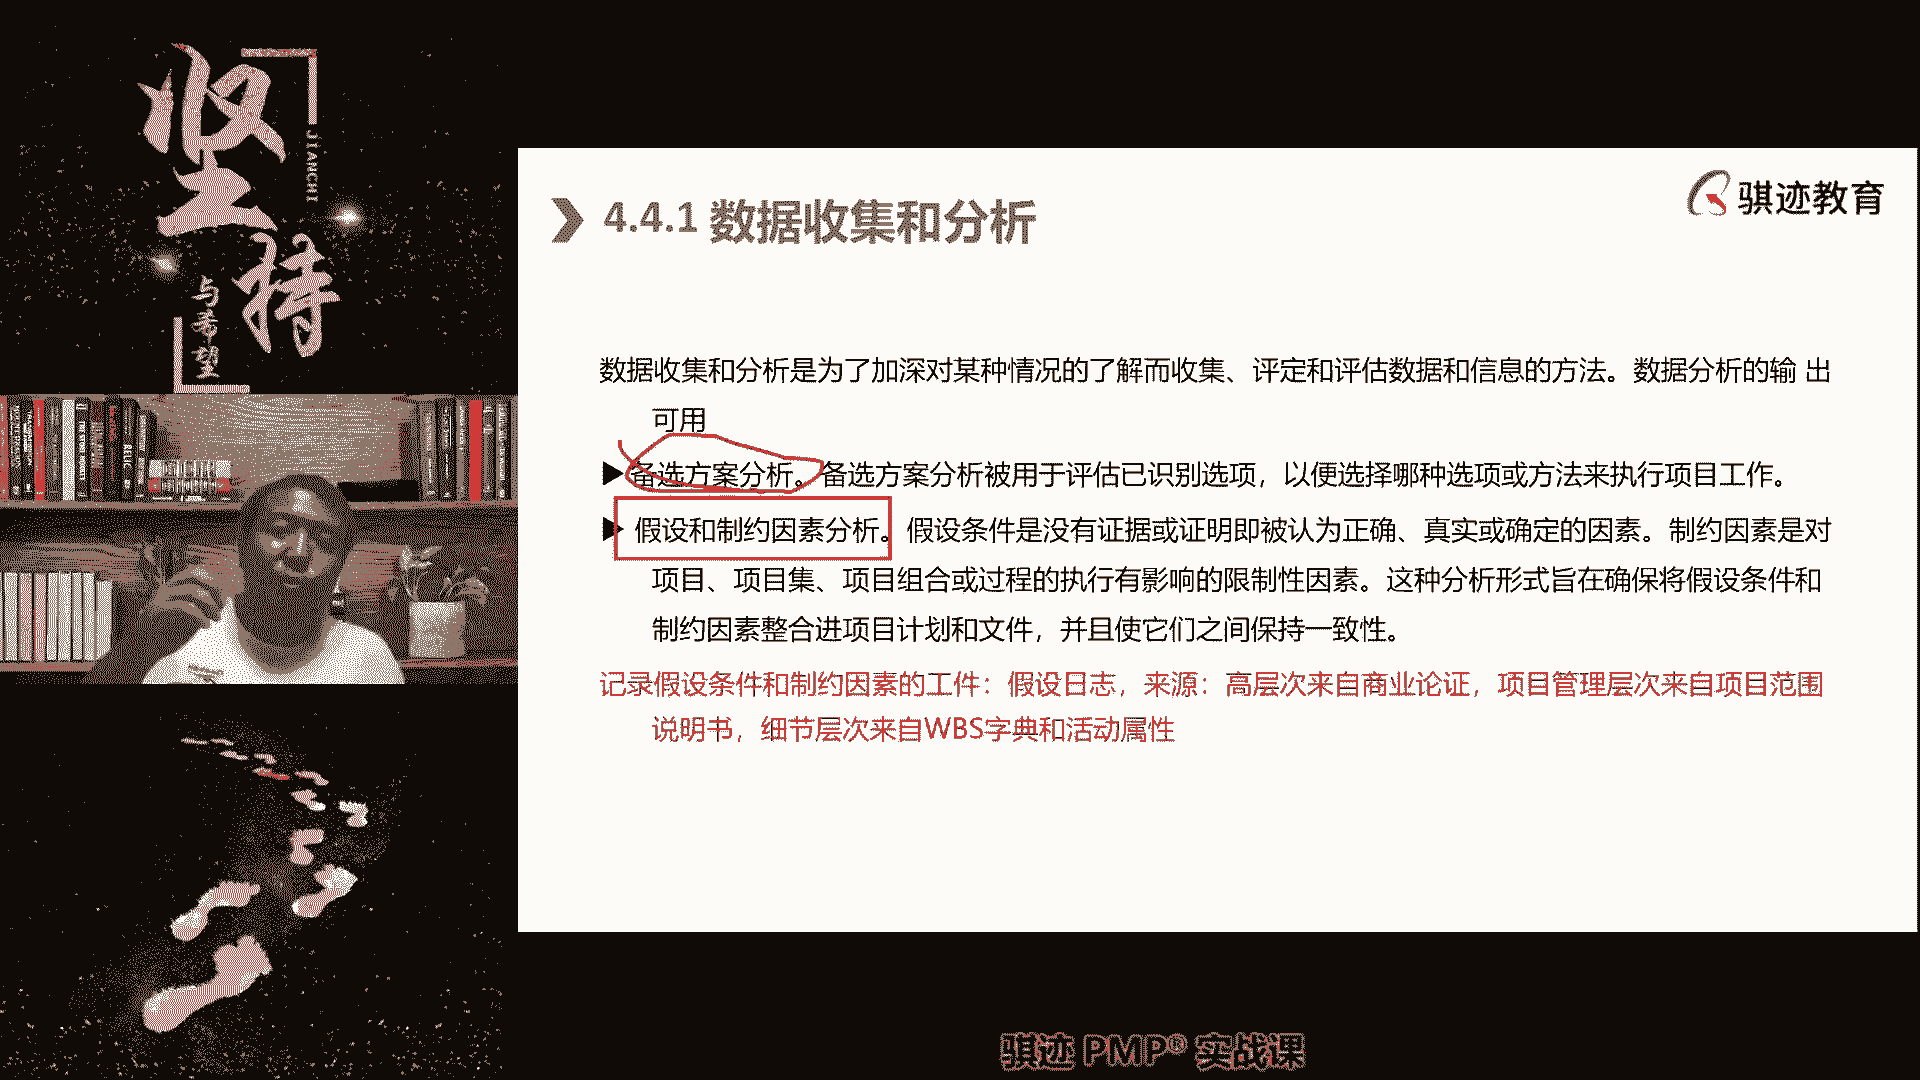 坚持
JIANCHI
与希望
4.4.1 数据收集和分析
骐迹教育
数据收集和分析是为了加深对某种情况的了解而收集、评定和评估数据和信息的方法。数据分析的输 出
可用
备选方案分析。备选方案分析被用于评估已识别选项，以便选择哪种选项或方法来执行项目工作。
假设和制约因素分析。假设条件是没有证据或证明即被认为正确、真实或确定的因素。制约因素是对
项目、项目集、项目组合或过程的执行有影响的限制性因素。这种分析形式旨在确保将假设条件和
制约因素整合进项目计划和文件，并且使它们之间保持一致性。
记录假设条件和制约因素的工件：假设日志，来源：高层次来自商业论证，项目管理层次来自项目范围
说明书，细节层次来自WBS字典和活动属性
骐迹 PMP® 实战课